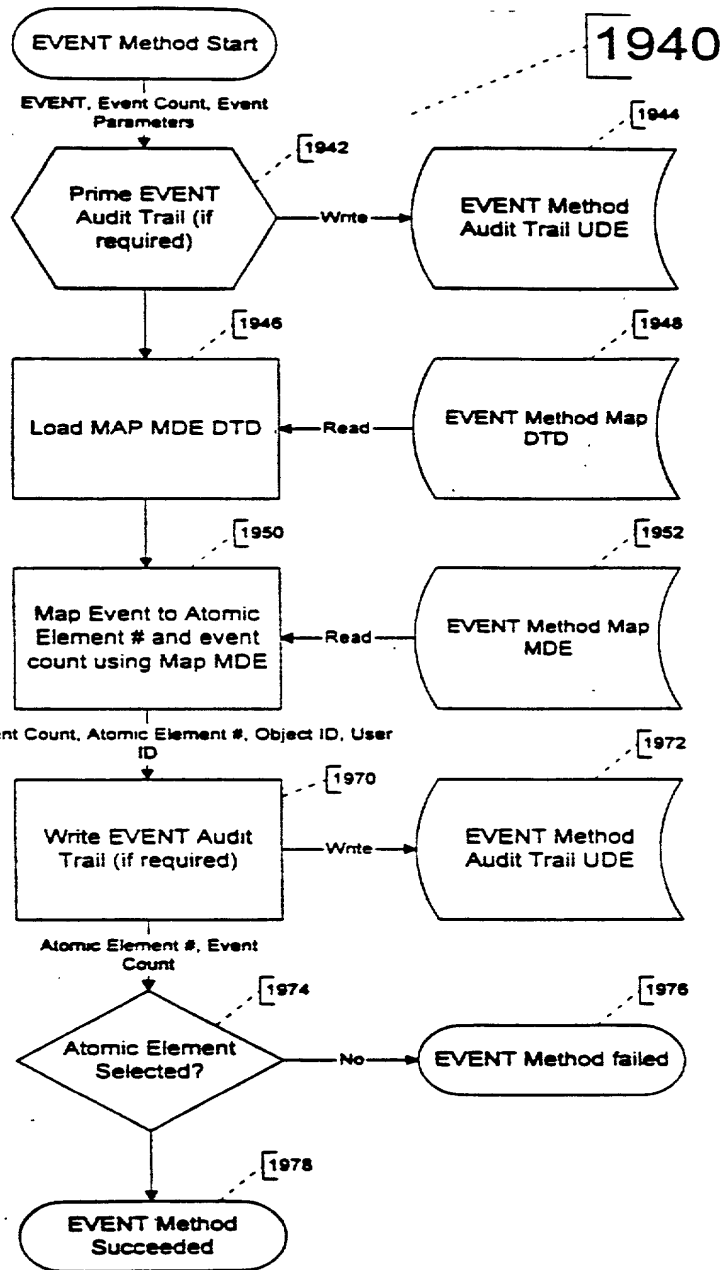 EVENT Method Start
1940
EVENT, Event Count, Event
Parameters
1942
1944
Prime EVENT
Audit Trail (if
required)
Write
EVENT Method
Audit Trail UDE
1946
1948
Load MAP MDE DTD
Read
EVENT Method Map
DTD
1950
1952
Map Event to Atomic
Element # and event
count using Map MDE
Read
EVENT Method Map
MDE
Count, Atomic Element #, Object ID, User
ID
1970
1972
Write EVENT Audit
Trail (if required)
Write
EVENT Method
Audit Trail UDE
Atomic Element #, Event
Count
1974
1976
Atomic Element
Selected?
No
EVENT Method failed
1978
EVENT Method
Succeeded